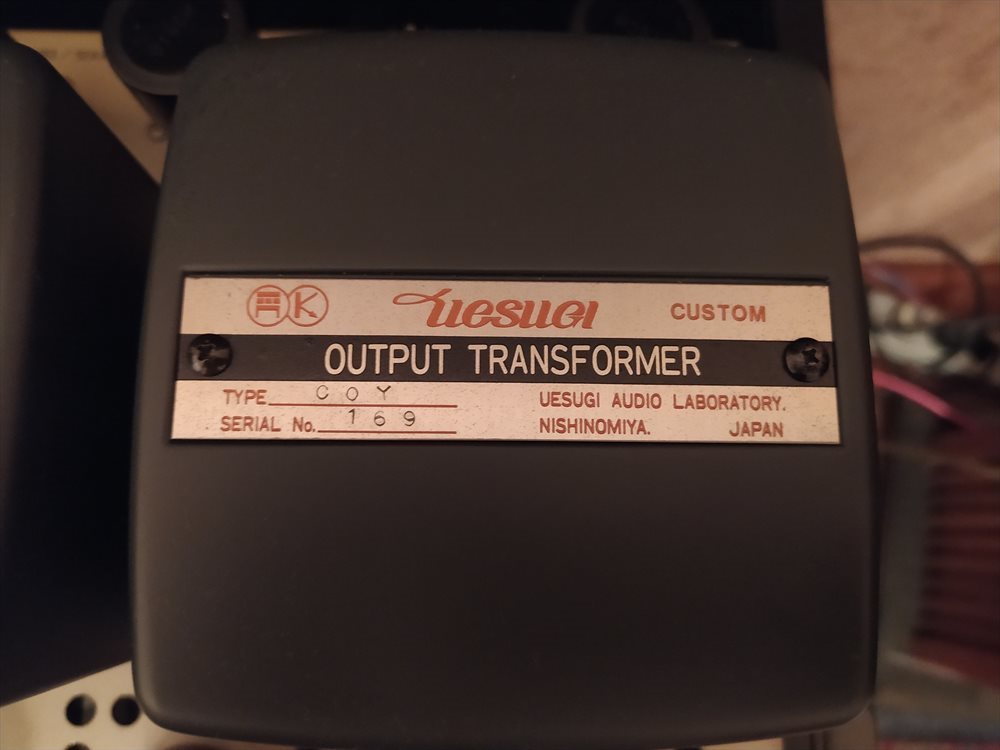 K UESUGI CUSTOM
OUTPUT TRANSFORMER
TYPE COY UESUGI AUDIO LABORATORY.
SERIAL No. 169 NISHINOMIYA. JAPAN